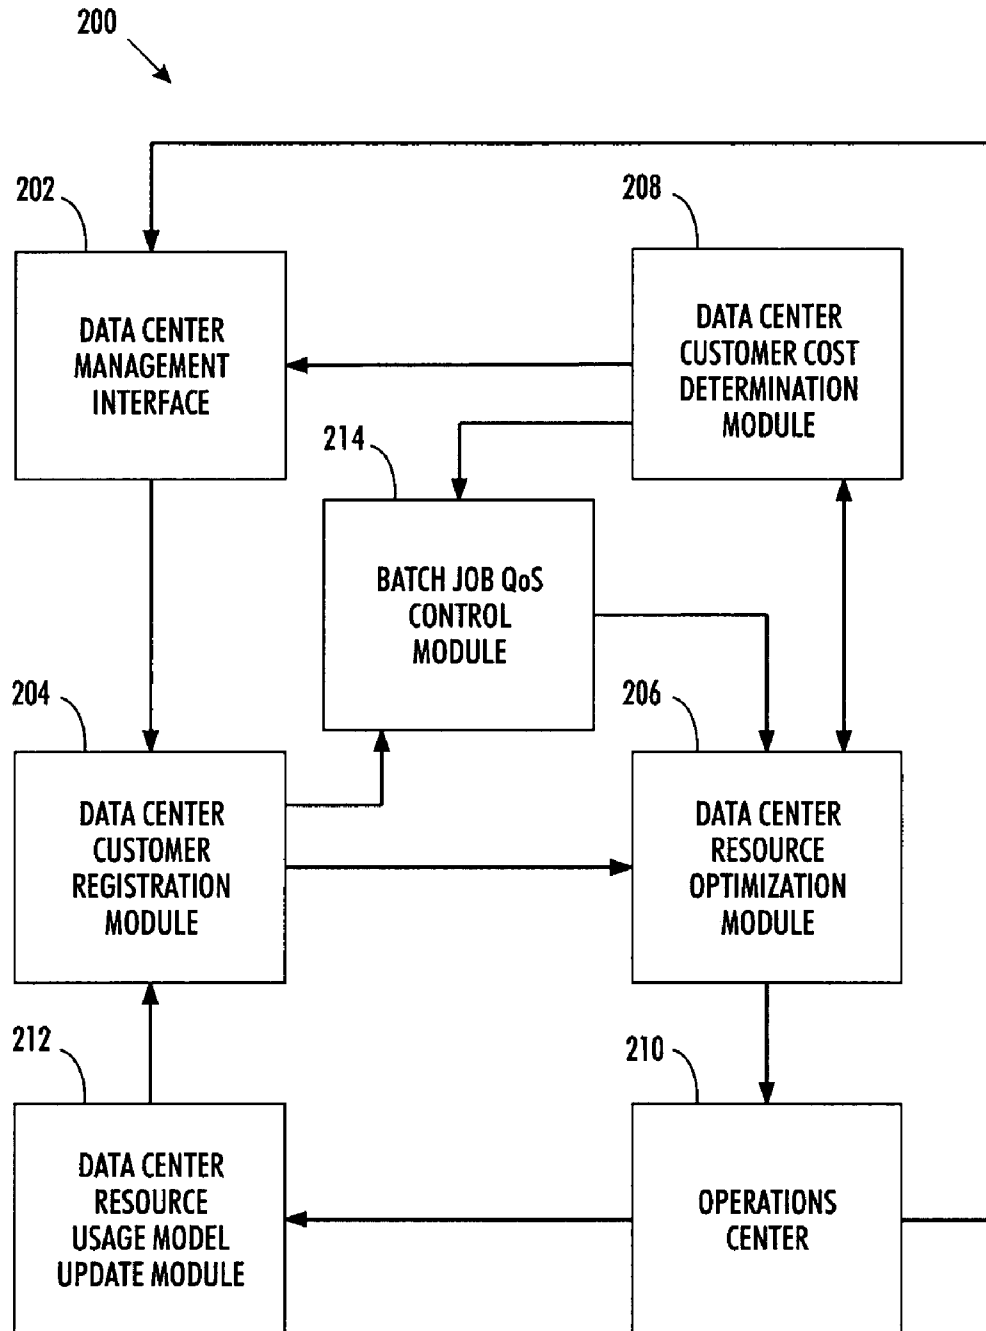 200
202
DATA CENTER
MANAGEMENT
INTERFACE
208
DATA CENTER
CUSTOMER COST
DETERMINATION
MODULE
214
BATCH JOB QoS
CONTROL
MODULE
204
DATA CENTER
CUSTOMER
REGISTRATION
MODULE
206
DATA CENTER
RESOURCE
OPTIMIZATION
MODULE
212
DATA CENTER
RESOURCE
USAGE MODEL
UPDATE MODULE
210
OPERATIONS
CENTER